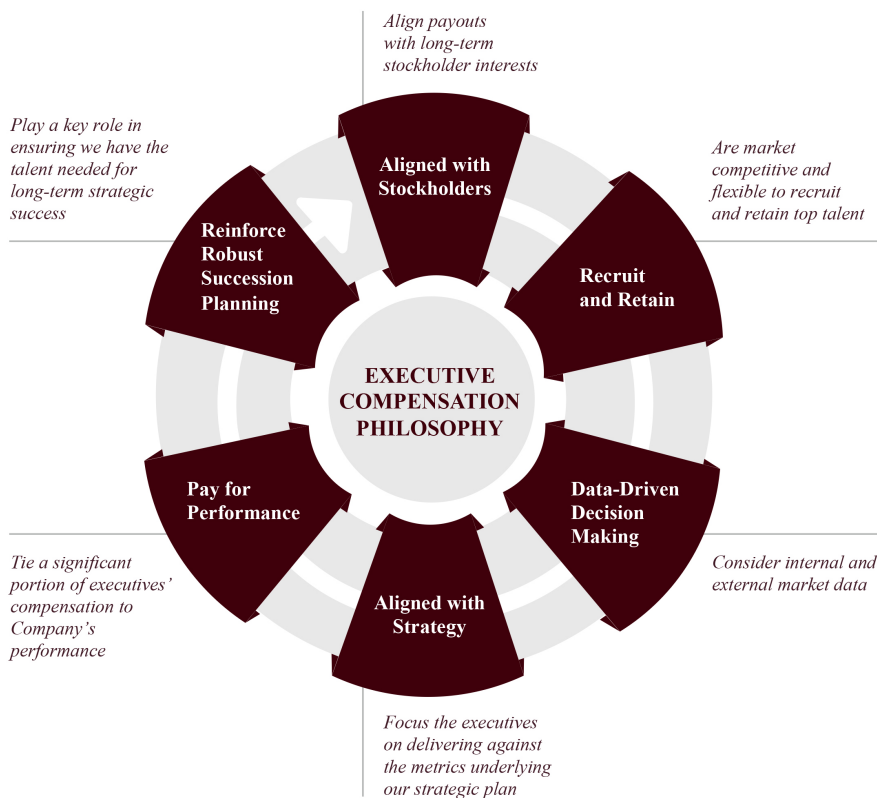 Align payouts
with long-term
stockholder interests
Play a key role in
ensuring we have the
talent needed for
long-term strategic
success
Are market
competitive and
flexible to recruit
and retain top talent
Aligned with
Stockholders
Reinforce
Robust
Succession
Planning
Recruit
and Retain
EXECUTIVE
COMPENSATION
PHILOSOPHY
Pay for
Performance
Data-Driven
Decision
Making
Aligned with
Strategy
Tie a significant
portion of executives’
compensation to
Company’s
performance
Consider internal and
external market data
Focus the executives
on delivering against
the metrics underlying
our strategic plan